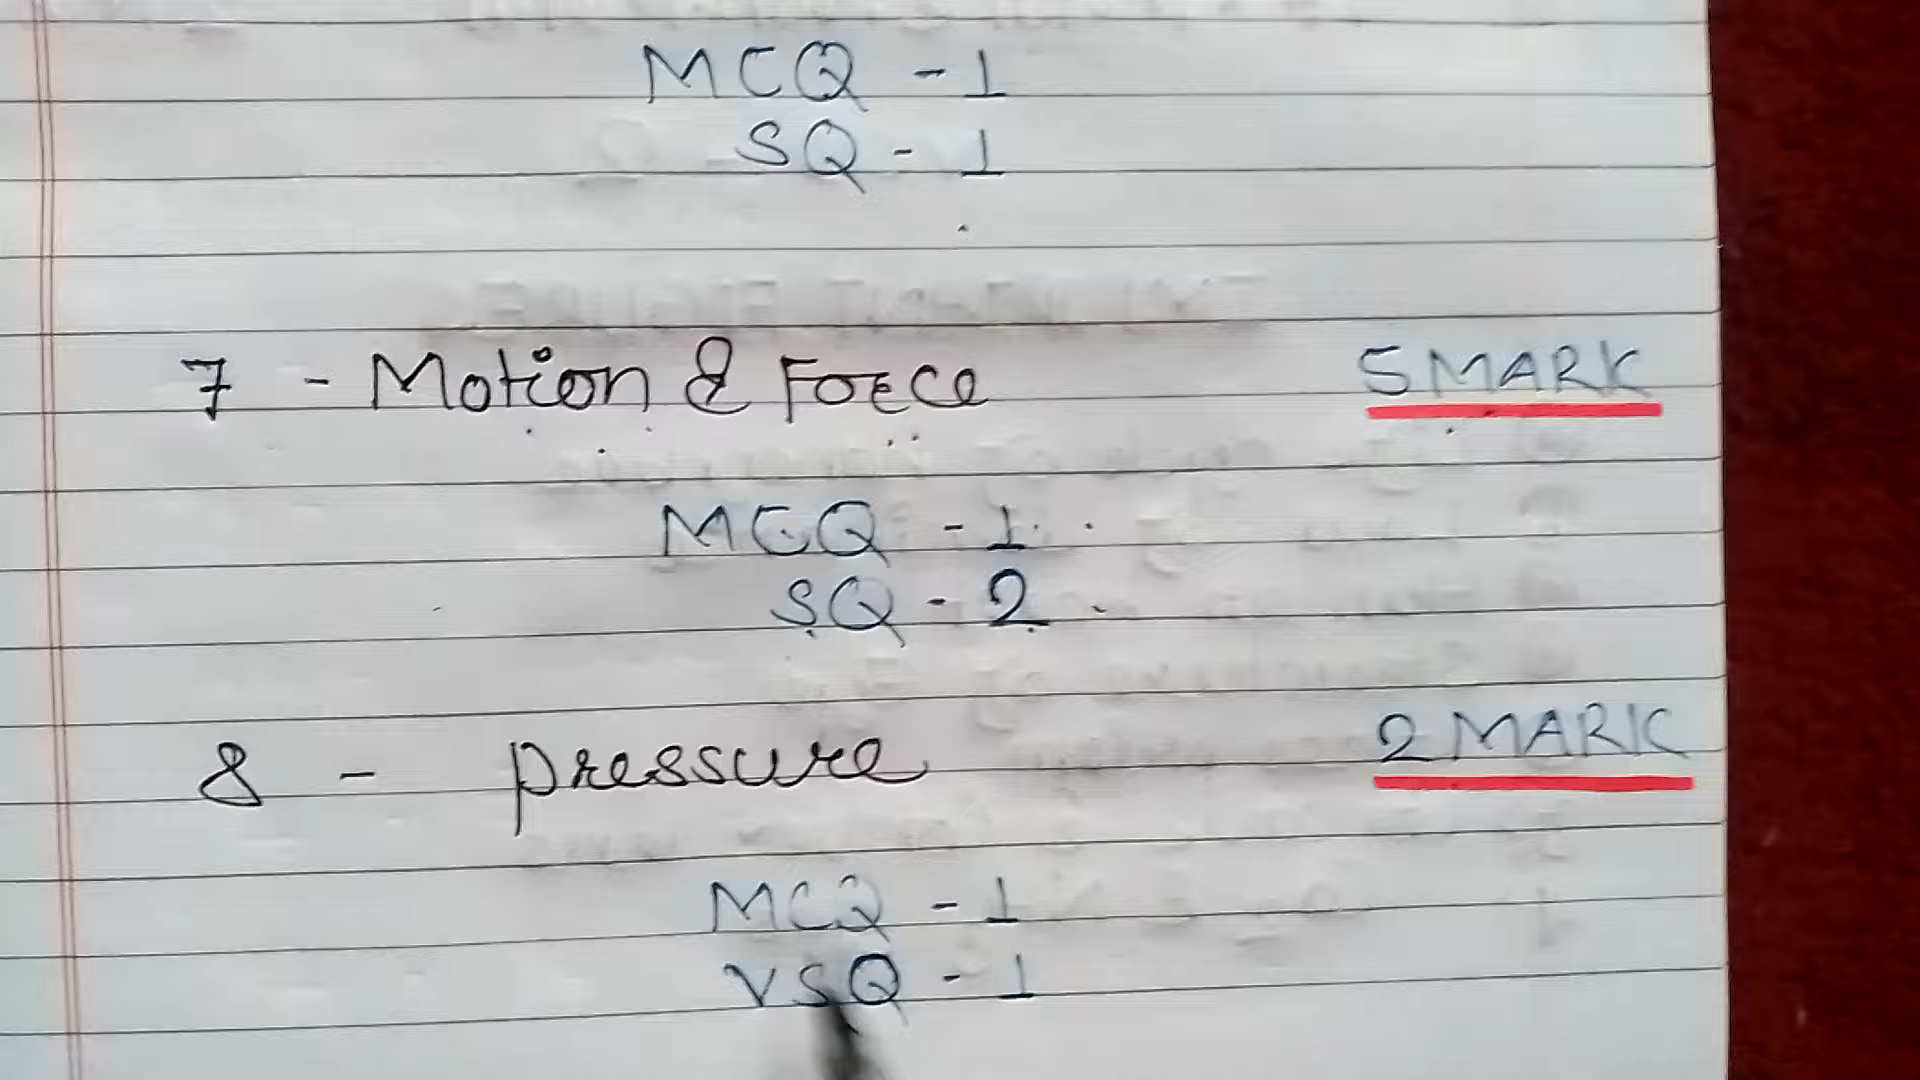 MCQ - 1
SQ - 1
7 - Motion & Force 5 MARK
MCQ - 1
SQ - 2
8 - pressure 2 MARK
MCQ - 1
VSQ - 1